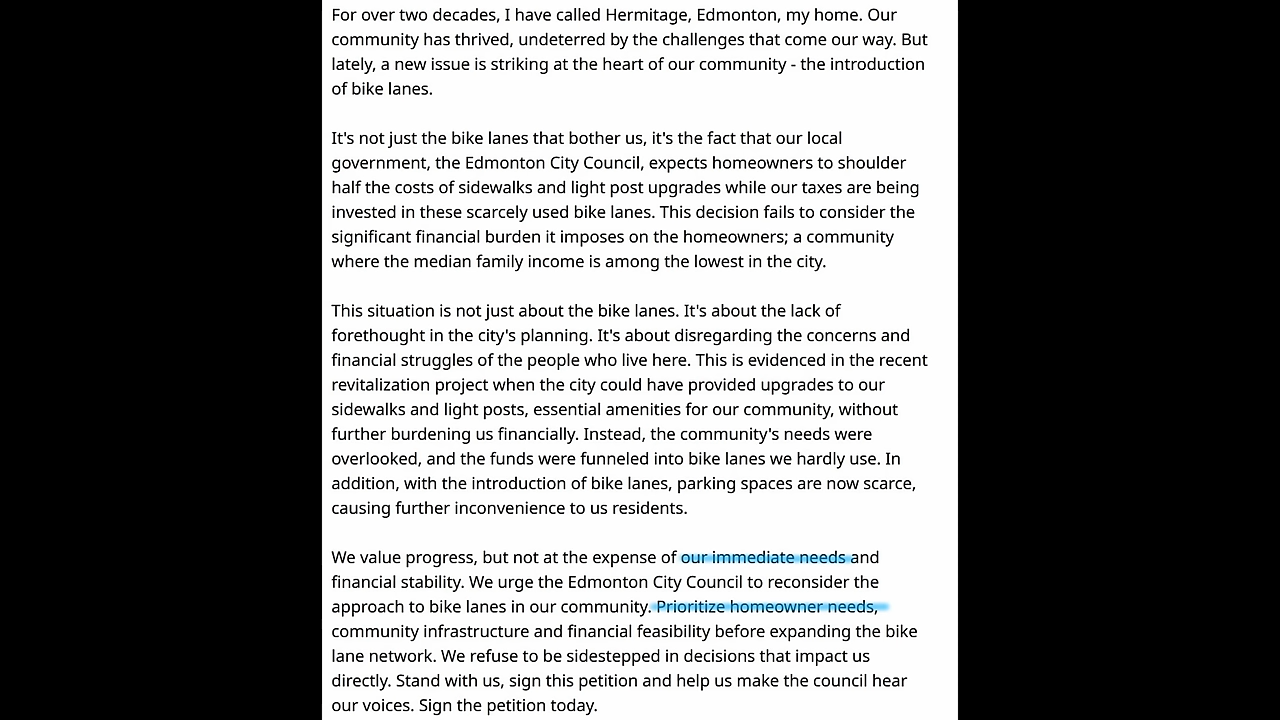 For over two decades, I have called Hermitage, Edmonton, my home. Our
community has thrived, undeterred by the challenges that come our way. But
lately, a new issue is striking at the heart of our community - the introduction
of bike lanes.
It's not just the bike lanes that bother us, it's the fact that our local
government, the Edmonton City Council, expects homeowners to shoulder
half the costs of sidewalks and light post upgrades while our taxes are being
invested in these scarcely used bike lanes. This decision fails to consider the
significant financial burden it imposes on the homeowners; a community
where the median family income is among the lowest in the city.
This situation is not just about the bike lanes. It's about the lack of
forethought in the city's planning. It's about disregarding the concerns and
financial struggles of the people who live here. This is evidenced in the recent
revitalization project when the city could have provided upgrades to our
sidewalks and light posts, essential amenities for our community, without
further burdening us financially. Instead, the community's needs were
overlooked, and the funds were funneled into bike lanes we hardly use. In
addition, with the introduction of bike lanes, parking spaces are now scarce,
causing further inconvenience to us residents.
We value progress, but not at the expense of our immediate needs and
financial stability. We urge the Edmonton City Council to reconsider the
approach to bike lanes in our community. Prioritize homeowner needs,
community infrastructure and financial feasibility before expanding the bike
lane network. We refuse to be sidestepped in decisions that impact us
directly. Stand with us, sign this petition and help us make the council hear
our voices. Sign the petition today.